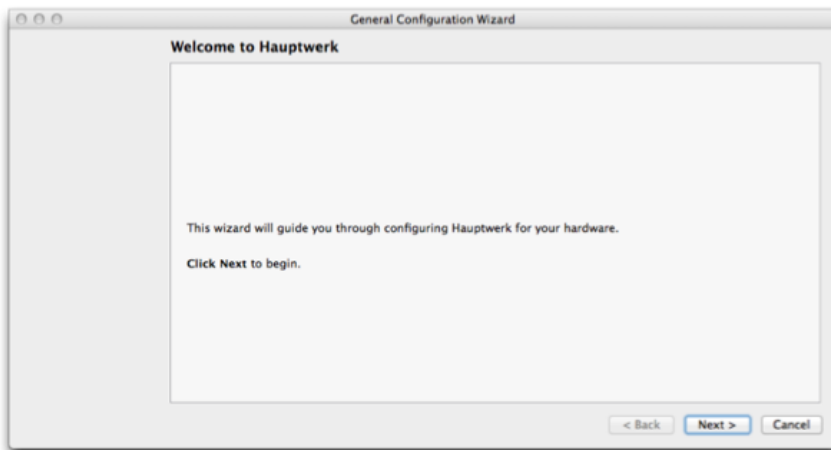 General Configuration Wizard
Welcome to Hauptwerk
This wizard will guide you through configuring Hauptwerk for your hardware.
Click Next to begin.
< Back Next > Cancel